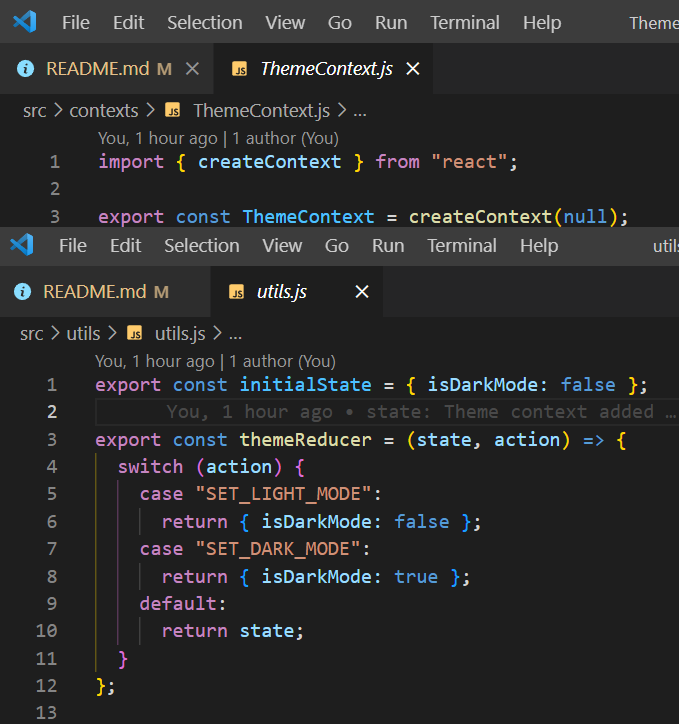 File Edit Selection View Go Run Terminal Help Theme
README.md M ThemeContext.js
src > contexts > JS ThemeContext.js > ...
You, 1 hour ago | 1 author (You)
1 import { createContext } from "react";
2
3 export const ThemeContext = createContext(null);
File Edit Selection View Go Run Terminal Help utils
README.md M JS utils.js
src > utils > JS utils.js > ...
You, 1 hour ago | 1 author (You)
1 export const initialState = { isDarkMode: false };
2 You, 1 hour ago • state: Theme context added …
3 export const themeReducer = (state, action) => {
4 switch (action) {
5 case "SET_LIGHT_MODE":
6 return { isDarkMode: false };
7 case "SET_DARK_MODE":
8 return { isDarkMode: true };
9 default:
10 return state;
11 }
12 };
13